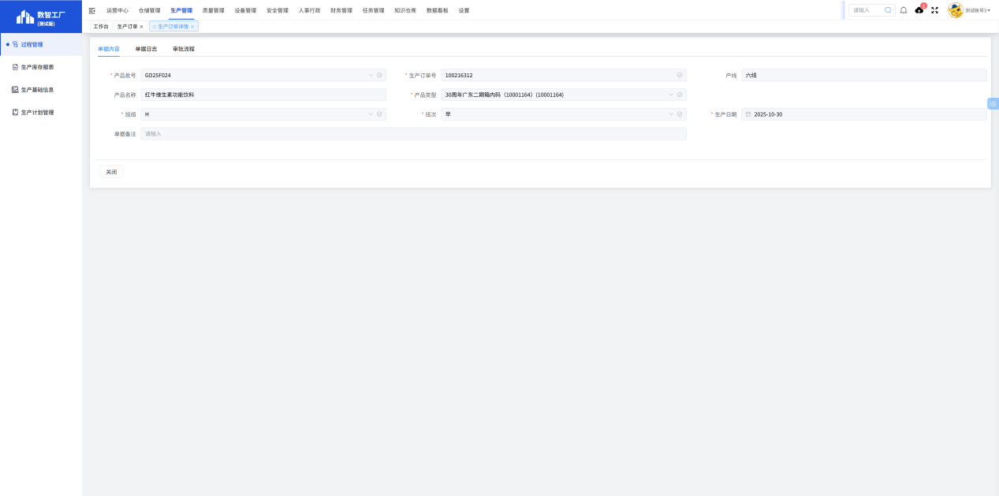 数智工厂
(测试版)
运营中心 仓储管理 生产管理 质量管理 设备管理 安全管理 人事行政 财务管理 任务管理 知识仓库 数据看板 设置
请输入
1
测试账号3
工作台 生产订单 × 生产订单详情 ×
过程管理
生产库存报表
生产基础信息
生产计划管理
单据内容 单据日志 审批流程
* 产品批号 GD25F024 * 生产订单号 100216312 产线 六线
产品名称 红牛维生素功能饮料 * 产品类型 30周年广东二期箱内码（10001164）(10001164)
* 班组 H * 班次 早 * 生产日期 2025-10-30
单据备注 请输入
关闭